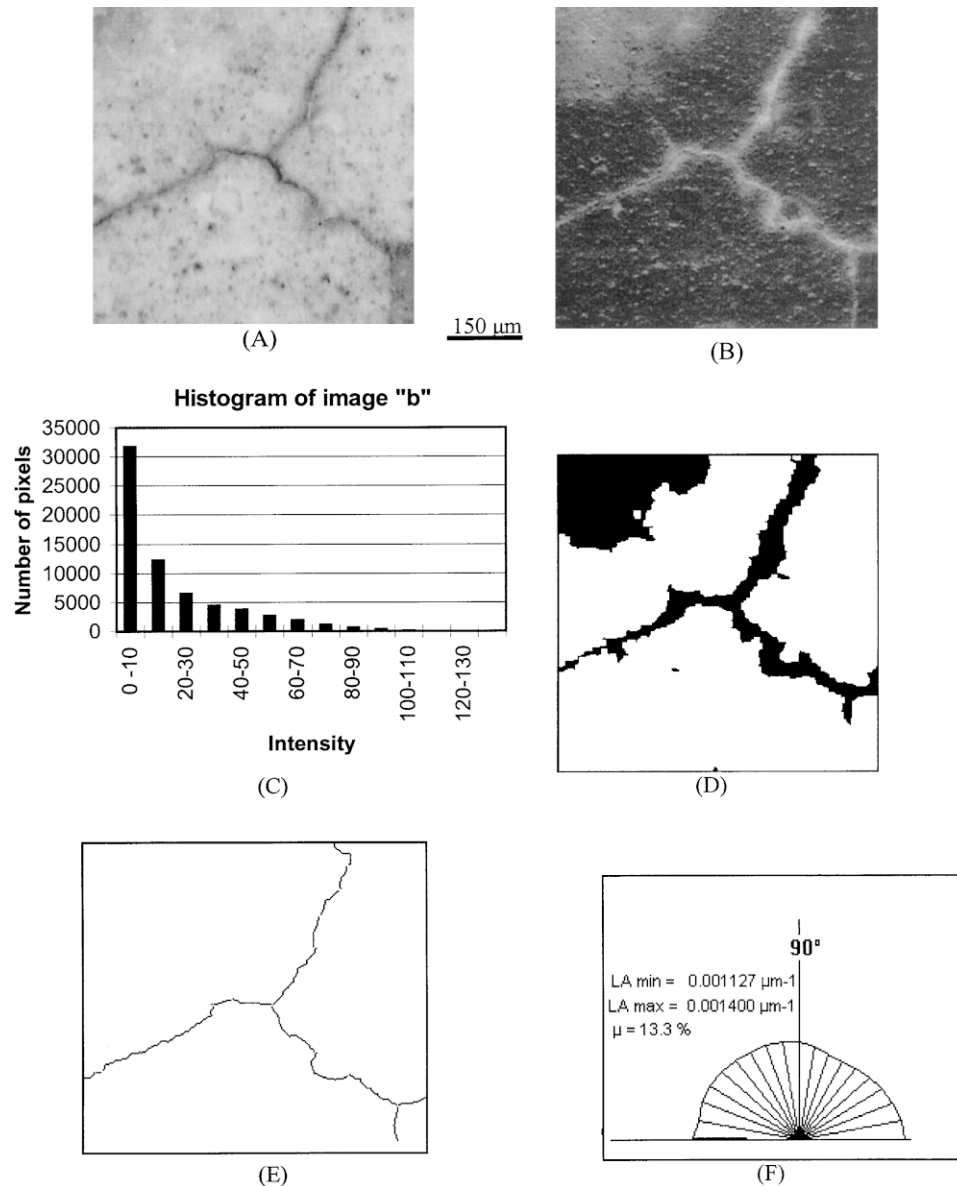 (A)
150 µm
(B)
Histogram of image "b"
Number of pixels
35000
30000
25000
20000
15000
10000
5000
0
0 -10
20-30
40-50
60-70
80-90
100-110
120-130
Intensity
(C)
(D)
(E)
90º
LA min = 0.001127 µm-1
LA max = 0.001400 µm-1
µ = 13.3 %
(F)